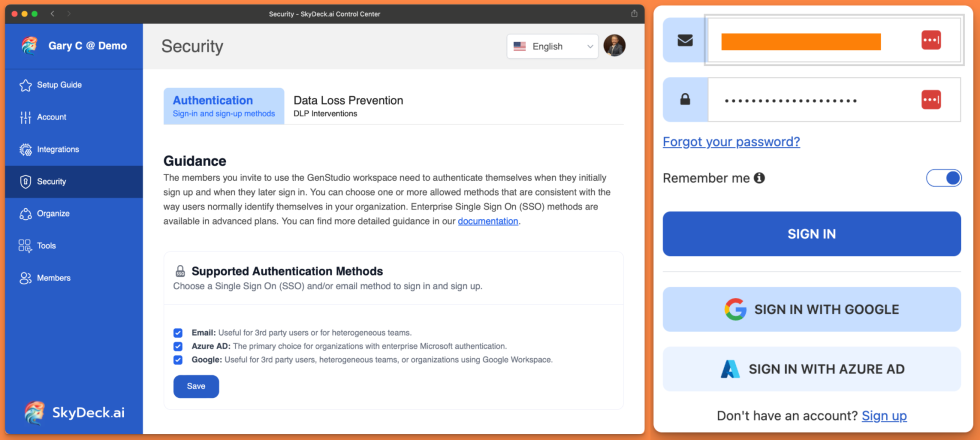 Security - SkyDeck.ai Control Center
Gary C @ Demo
Setup Guide
Account
Integrations
Security
Organize
Tools
Members
SkyDeck.ai
Security
English
Authentication
Sign-in and sign-up methods
Data Loss Prevention
DLP Interventions
Guidance
The members you invite to use the GenStudio workspace need to authenticate themselves when they initially
sign up and when they later sign in. You can choose one or more allowed methods that are consistent with the
way users normally identify themselves in your organization. Enterprise Single Sign On (SSO) methods are
available in advanced plans. You can find more detailed guidance in our documentation.
Supported Authentication Methods
Choose a Single Sign On (SSO) and/or email method to sign in and sign up.
Email: Useful for 3rd party users or for heterogeneous teams.
Azure AD: The primary choice for organizations with enterprise Microsoft authentication.
Google: Useful for 3rd party users, heterogeneous teams, or organizations using Google Workspace.
Save
Forgot your password?
Remember me
SIGN IN
SIGN IN WITH GOOGLE
SIGN IN WITH AZURE AD
Don't have an account? Sign up